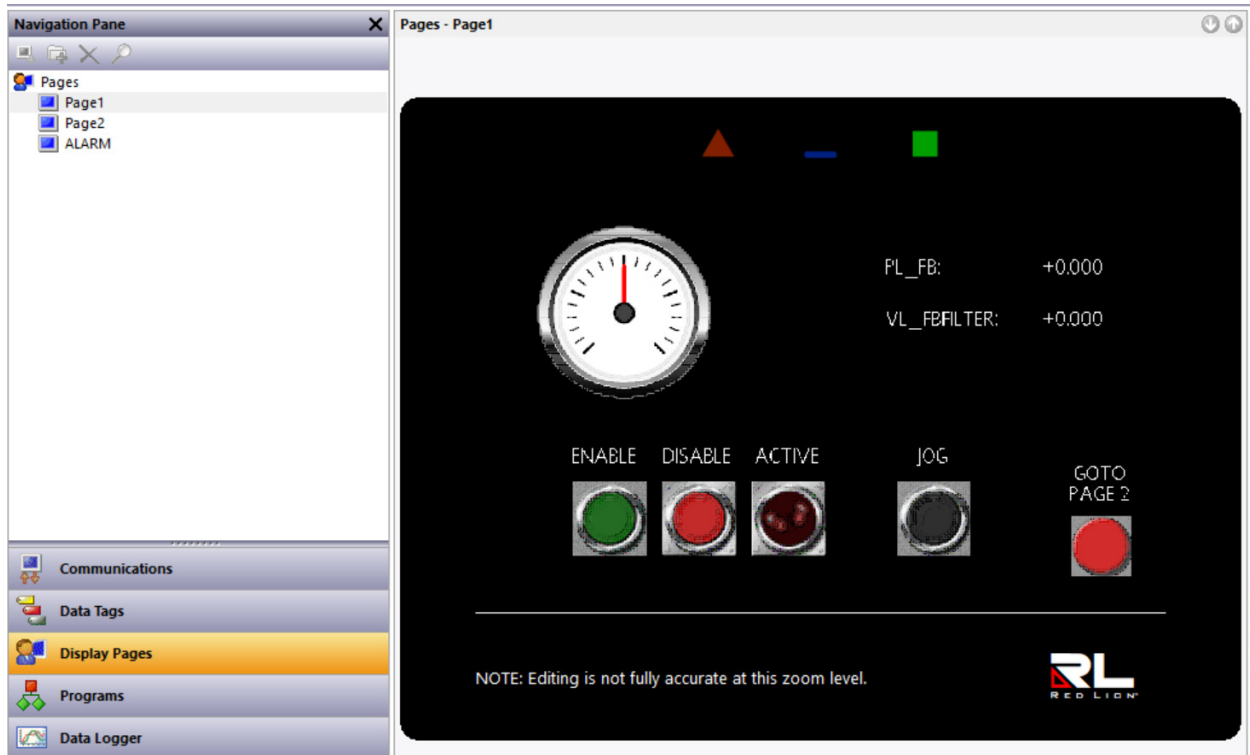 Navigation Pane
Pages - Page1
Pages
Page1
Page2
ALARM
PL_FB: +0.000
VL_FBFILTER: +0.000
ENABLE DISABLE ACTIVE JOG
GOTO
PAGE 2
Communications
Data Tags
Display Pages
Programs
Data Logger
NOTE: Editing is not fully accurate at this zoom level.
RL
RED LION